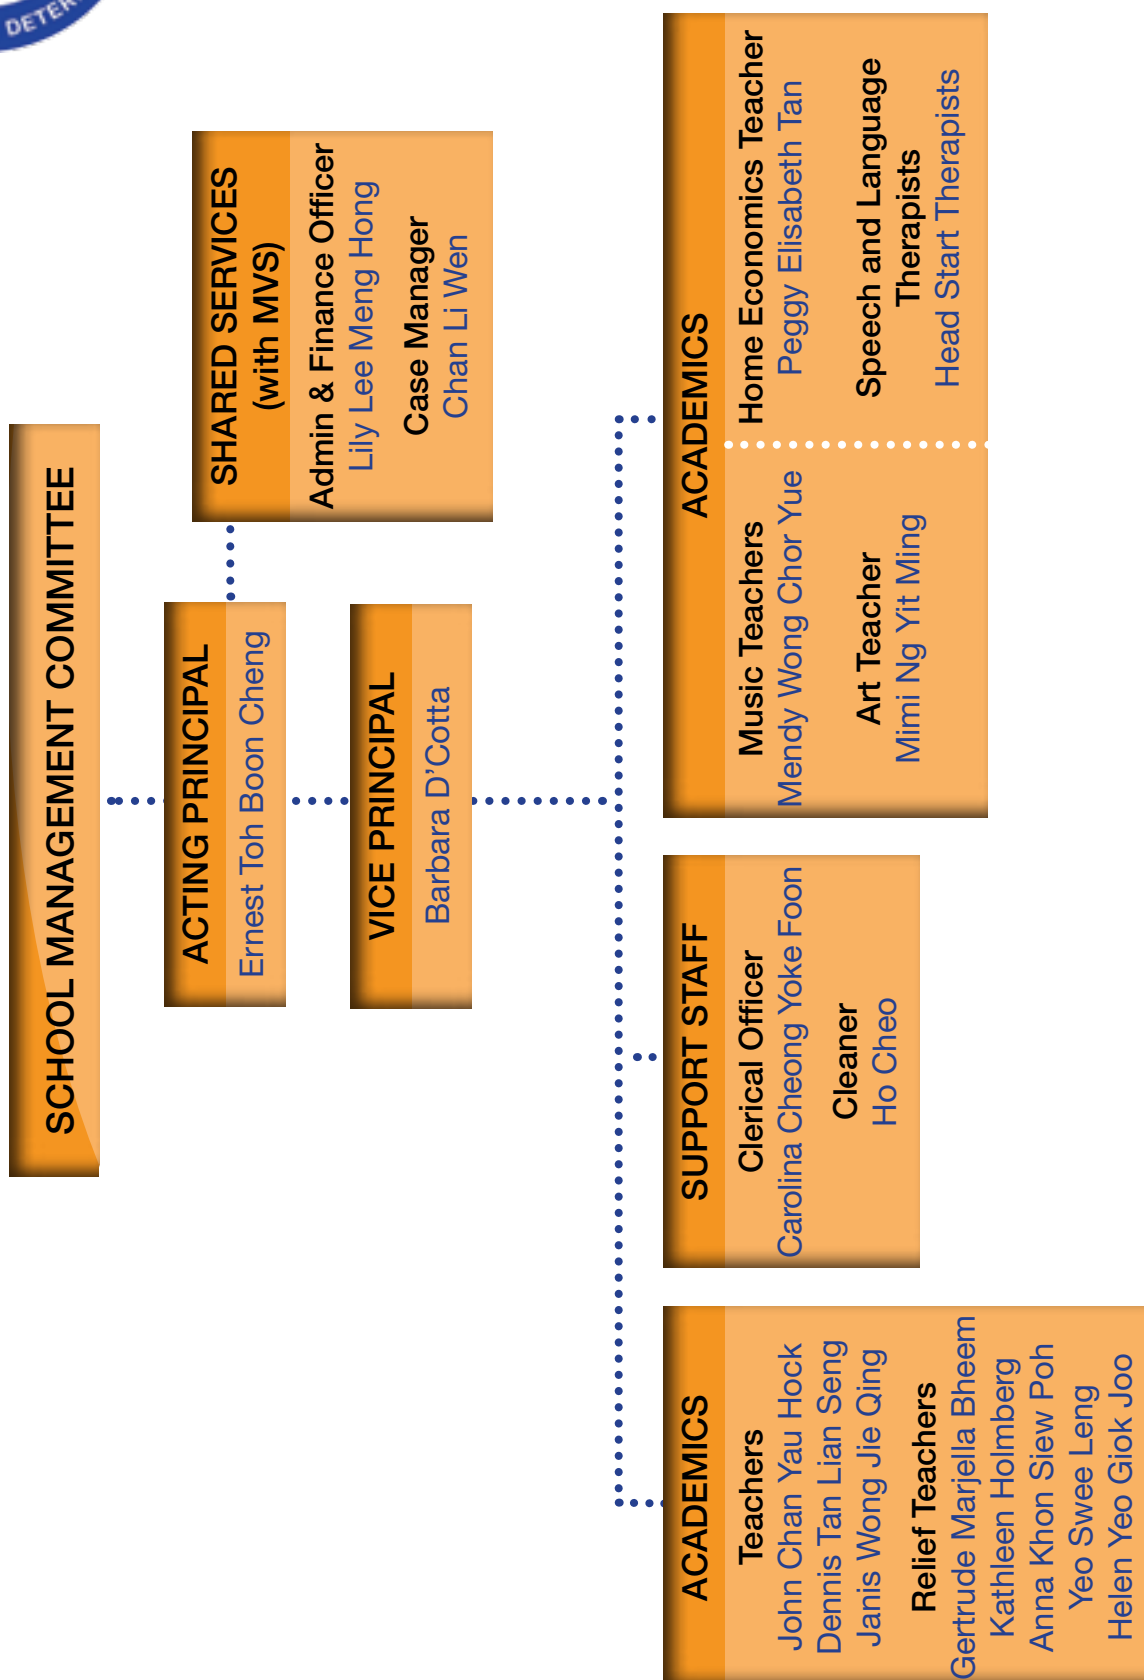 DETER
SCHOOL MANAGEMENT COMMITTEE
ACTING PRINCIPAL
Ernest Toh Boon Cheng
SHARED SERVICES
(with MVS)
Admin & Finance Officer
Lily Lee Meng Hong
Case Manager
Chan Li Wen
VICE PRINCIPAL
Barbara D’Cotta
ACADEMICS
Teachers
John Chan Yau Hock
Dennis Tan Lian Seng
Janis Wong Jie Qing
Relief Teachers
Gertrude Marjella Bheem
Kathleen Holmberg
Anna Khon Siew Poh
Yeo Swee Leng
Helen Yeo Giok Joo
SUPPORT STAFF
Clerical Officer
Carolina Cheong Yoke Foon
Cleaner
Ho Cheo
ACADEMICS
Music Teachers
Mendy Wong Chor Yue
Art Teacher
Mimi Ng Yit Ming
Home Economics Teacher
Peggy Elisabeth Tan
Speech and Language
Therapists
Head Start Therapists